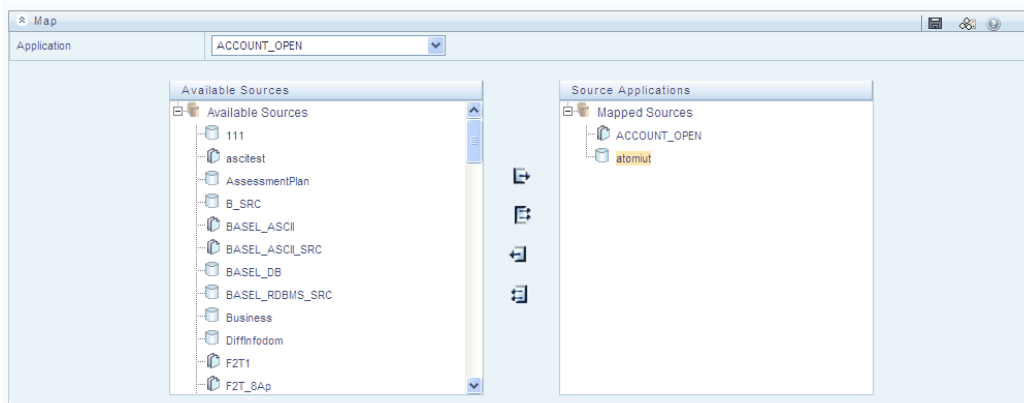 Map
Application
ACCOUNT_OPEN
Available Sources
Available Sources
111
ascitest
AssessmentPlan
B_SRC
BASEL_ASCII
BASEL_ASCII_SRC
BASEL_DB
BASEL_RDBMS_SRC
Business
DiffInfodom
F2T1
F2T_8Ap
Source Applications
Mapped Sources
ACCOUNT_OPEN
atomiut